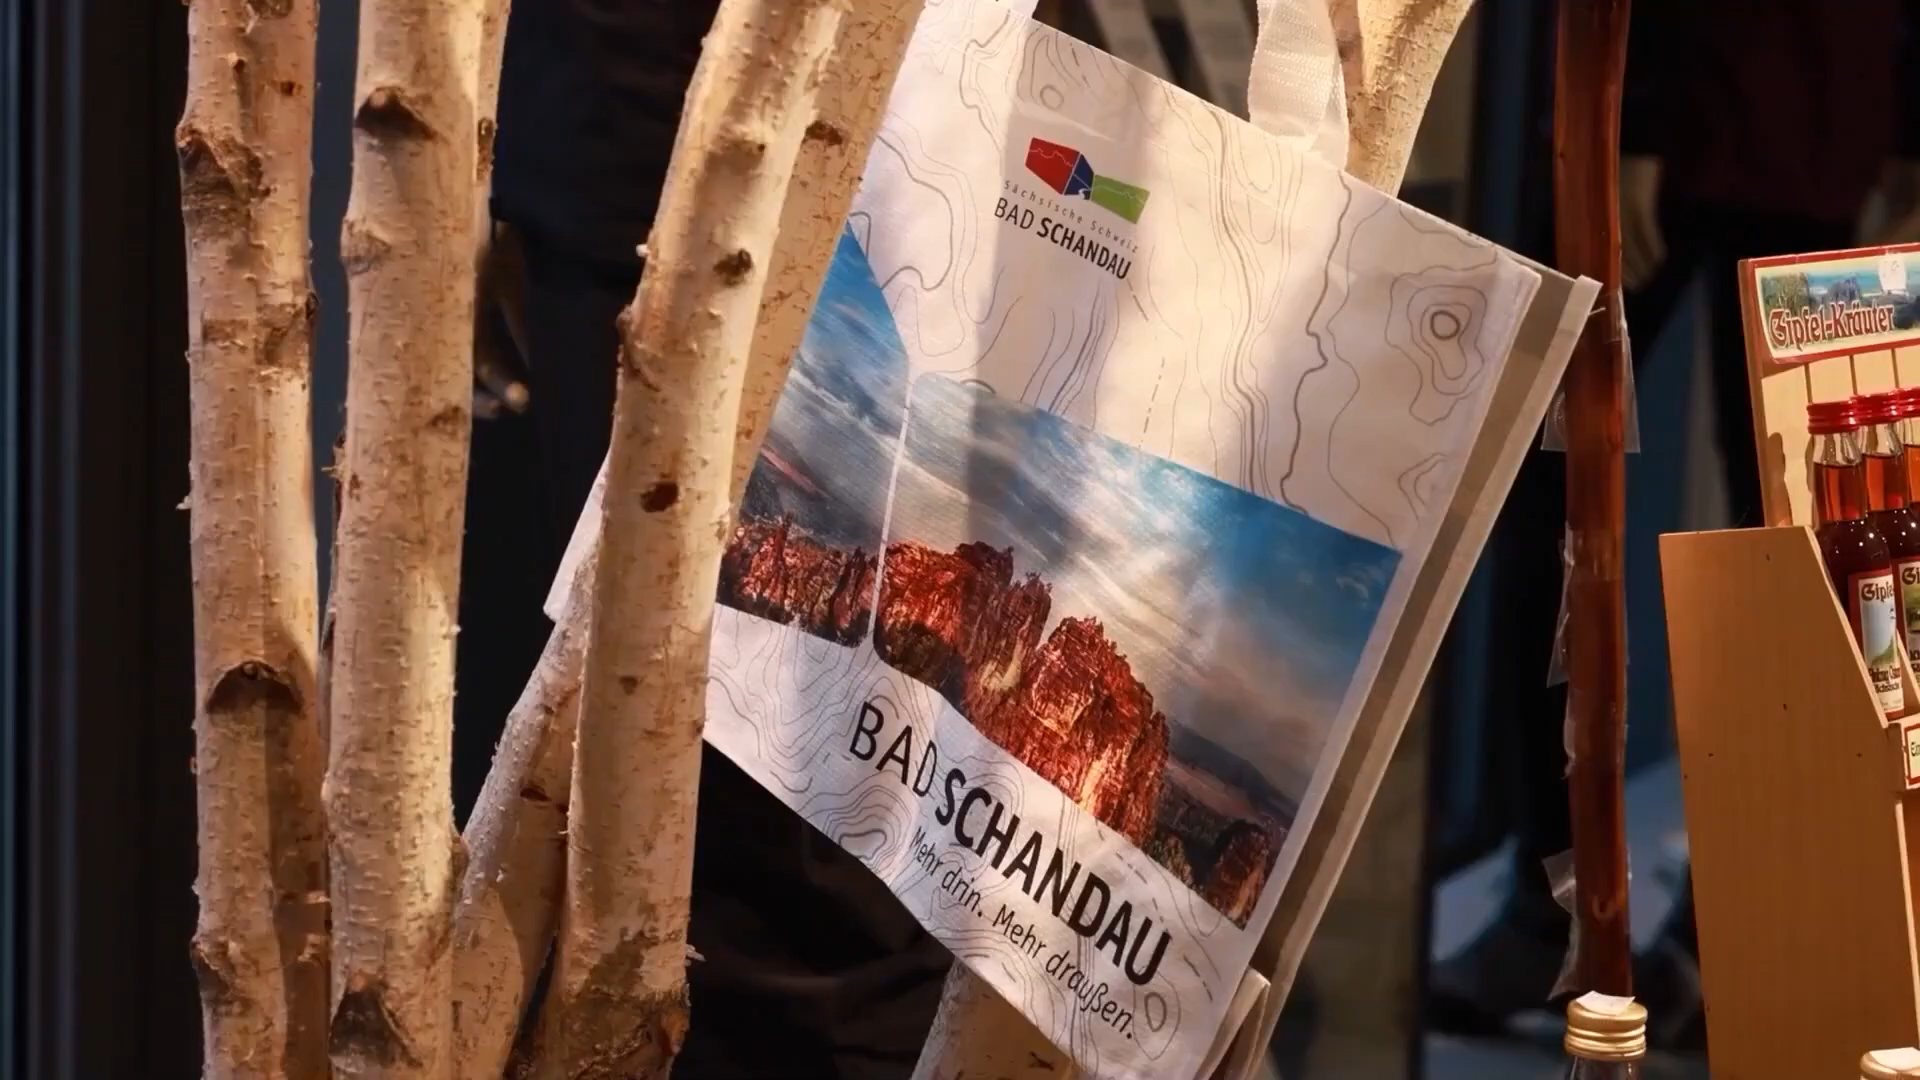 Sächsische Schweiz
BAD SCHANDAU
BAD SCHANDAU
Mehr drin. Mehr draußen.
Gipfel-Kräuter